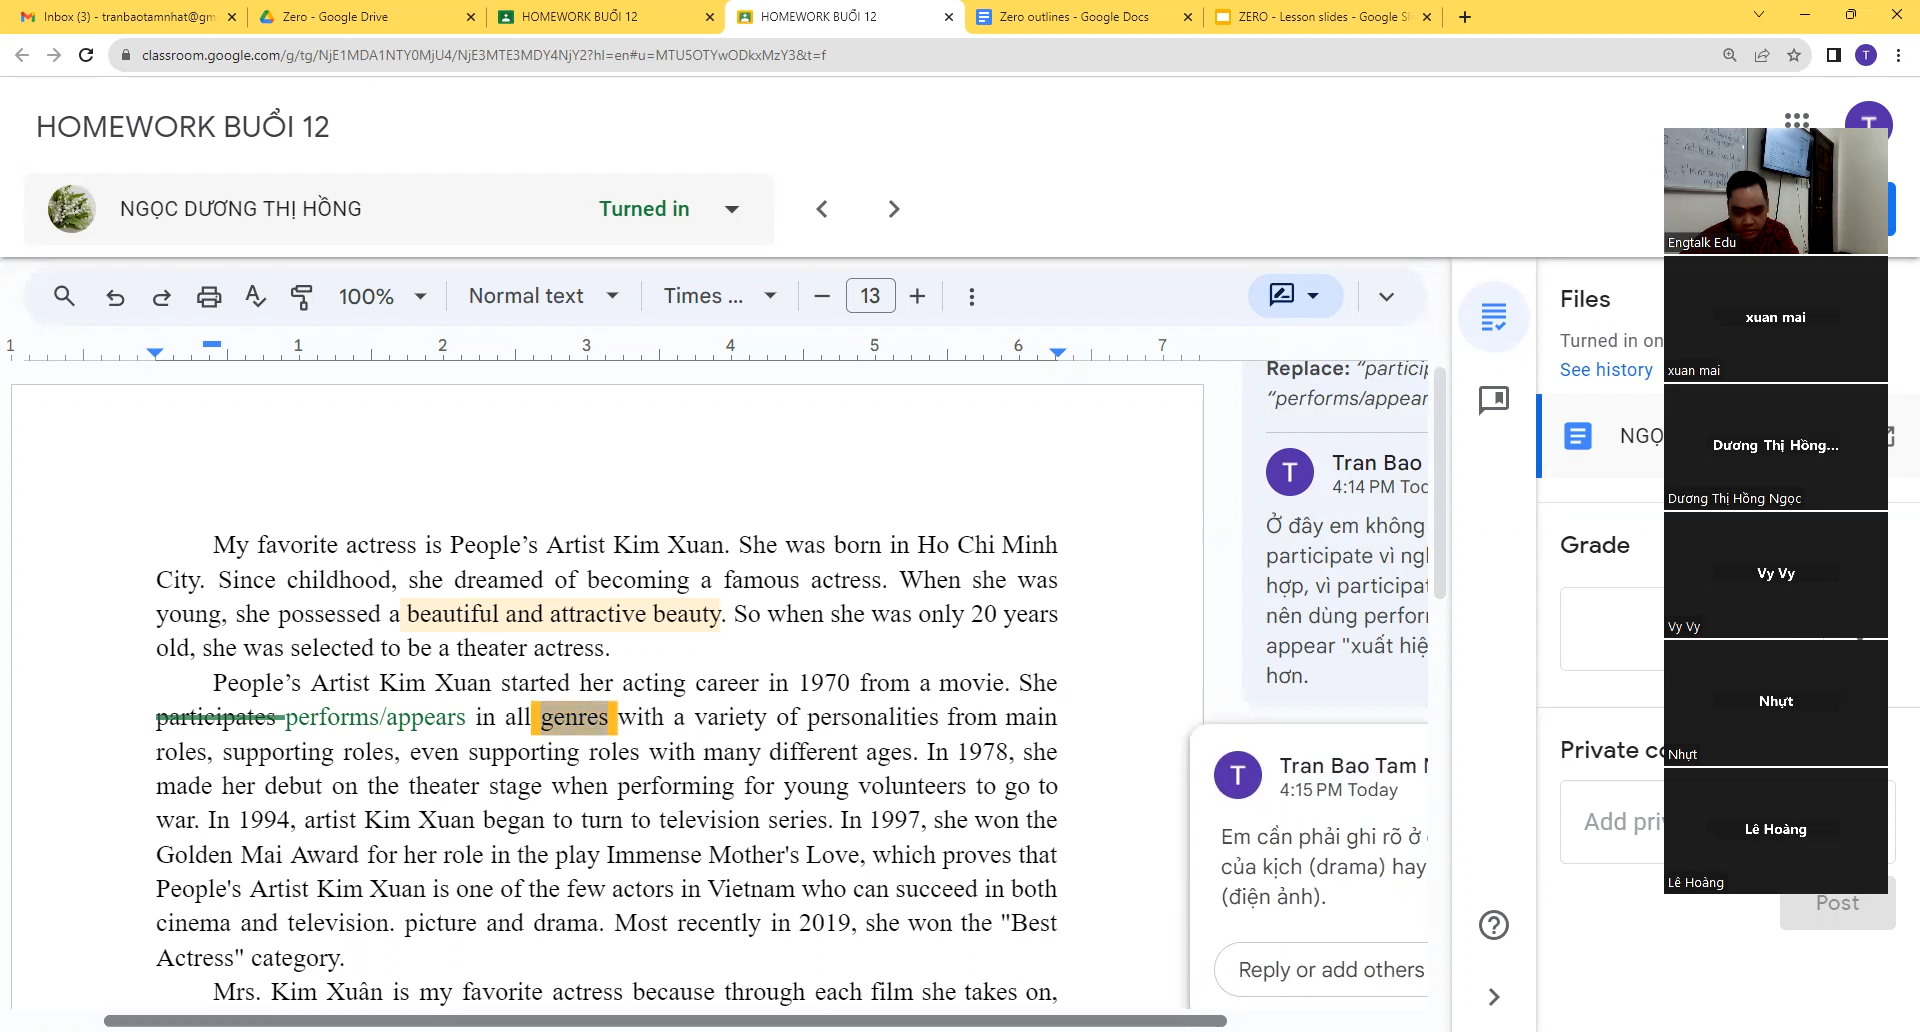 Inbox (3) - tranbaotamnhat@gm
Zero - Google Drive
HOMEWORK BUỔI 12
HOMEWORK BUỔI 12
Zero outlines - Google Docs
ZERO - Lesson slides - Google Sl
classroom.google.com/g/tg/NjE1MDA1NTY0MjU4/NjE3MTE3MDY4NjY2?hl=en#u=MTU5OTYwODkxMzY3&t=f
T
HOMEWORK BUỔI 12
T
NGỌC DƯƠNG THỊ HỒNG
Turned in
100%
Normal text
Times ...
13
1 1 2 3 4 5 6 7
My favorite actress is People’s Artist Kim Xuan. She was born in Ho Chi Minh
City. Since childhood, she dreamed of becoming a famous actress. When she was
young, she possessed a beautiful and attractive beauty. So when she was only 20 years
old, she was selected to be a theater actress.
People’s Artist Kim Xuan started her acting career in 1970 from a movie. She
participates performs/appears in all genres with a variety of personalities from main
roles, supporting roles, even supporting roles with many different ages. In 1978, she
made her debut on the theater stage when performing for young volunteers to go to
war. In 1994, artist Kim Xuan began to turn to television series. In 1997, she won the
Golden Mai Award for her role in the play Immense Mother's Love, which proves that
People's Artist Kim Xuan is one of the few actors in Vietnam who can succeed in both
cinema and television. picture and drama. Most recently in 2019, she won the "Best
Actress" category.
Mrs. Kim Xuân is my favorite actress because through each film she takes on,
Replace: “particip
“performs/appear
T
Tran Bao
4:14 PM Tod
Ở đây em không
participate vì ngh
hợp, vì participat
nên dùng perforr
appear "xuất hiệ
hơn.
T
Tran Bao Tam N
4:15 PM Today
Em cần phải ghi rõ ở
của kịch (drama) hay
(điện ảnh).
Reply or add others
Files
Turned in on
See history
NGỌ
Grade
Private co
Add priv
Post
Engtalk Edu
xuan mai
xuan mai
Dương Thị Hồng...
Dương Thị Hồng Ngọc
Vy Vy
Vy Vy
Nhựt
Nhựt
Lê Hoàng
Lê Hoàng